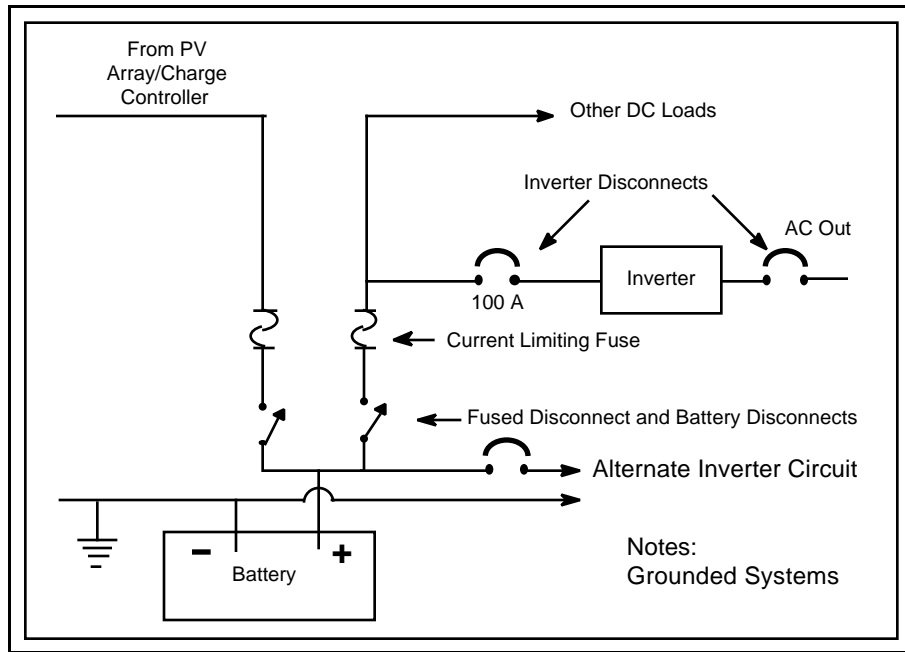 From PV
Array/Charge
Controller
Other DC Loads
Inverter Disconnects
AC Out
Inverter
100 A
Current Limiting Fuse
Fused Disconnect and Battery Disconnects
Alternate Inverter Circuit
− +
Battery
Notes:
Grounded Systems